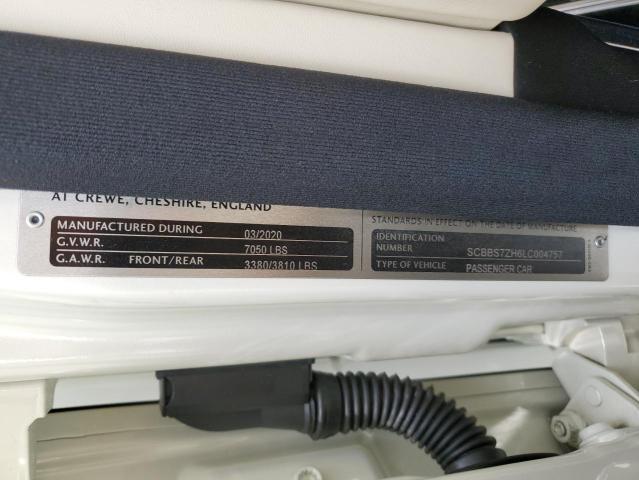 AT CREWE, CHESHIRE, ENGLAND
MANUFACTURED DURING 03/2020
G.V.W.R. 7050 LBS
G.A.W.R. FRONT/REAR 3380/3810 LBS
STANDARDS IN EFFECT ON THE DATE OF MANUFACTURE
IDENTIFICATION
NUMBER SCBBS7ZH6LC004757
TYPE OF VEHICLE PASSENGER CAR